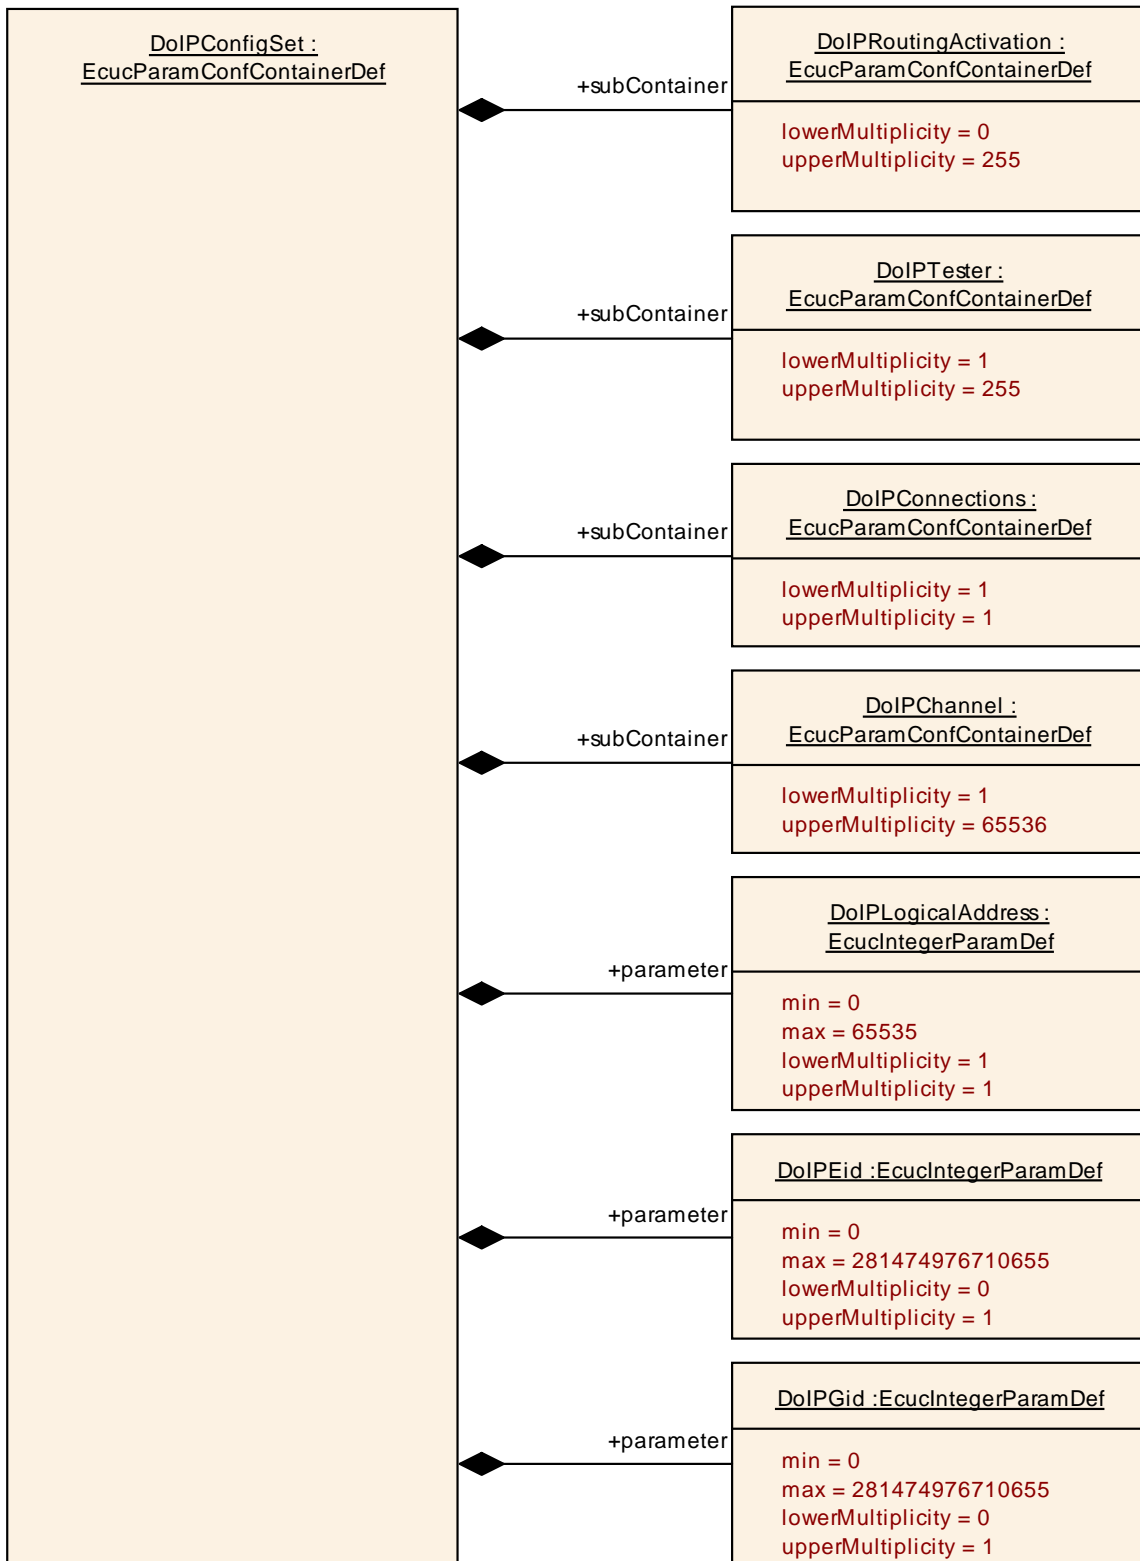 DoIPConfigSet :
EcucParamConfContainerDef
+subContainer
DoIPRoutingActivation :
EcucParamConfContainerDef
lowerMultiplicity = 0
upperMultiplicity = 255
+subContainer
DoIPTester :
EcucParamConfContainerDef
lowerMultiplicity = 1
upperMultiplicity = 255
+subContainer
DoIPConnections :
EcucParamConfContainerDef
lowerMultiplicity = 1
upperMultiplicity = 1
+subContainer
DoIPChannel :
EcucParamConfContainerDef
lowerMultiplicity = 1
upperMultiplicity = 65536
+parameter
DoIPLogicalAddress :
EcucIntegerParamDef
min = 0
max = 65535
lowerMultiplicity = 1
upperMultiplicity = 1
+parameter
DoIPEid :EcucIntegerParamDef
min = 0
max = 281474976710655
lowerMultiplicity = 0
upperMultiplicity = 1
+parameter
DoIPGid :EcucIntegerParamDef
min = 0
max = 281474976710655
lowerMultiplicity = 0
upperMultiplicity = 1